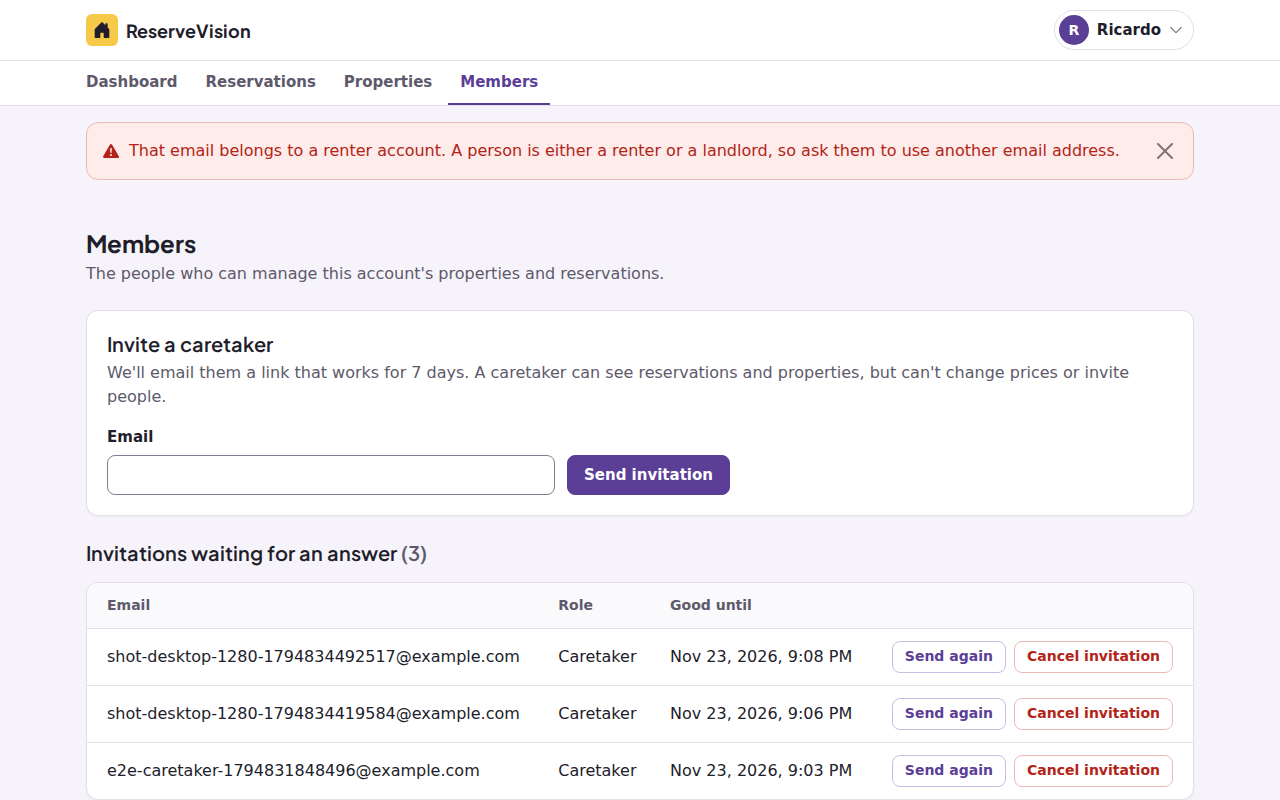 ReserveVision
R Ricardo
Dashboard Reservations Properties Members
That email belongs to a renter account. A person is either a renter or a landlord, so ask them to use another email address.
Members
The people who can manage this account's properties and reservations.
Invite a caretaker
We'll email them a link that works for 7 days. A caretaker can see reservations and properties, but can't change prices or invite
people.
Email
Send invitation
Invitations waiting for an answer (3)
Email Role Good until
shot-desktop-1280-1794834492517@example.com Caretaker Nov 23, 2026, 9:08 PM Send again Cancel invitation
shot-desktop-1280-1794834419584@example.com Caretaker Nov 23, 2026, 9:06 PM Send again Cancel invitation
e2e-caretaker-1794831848496@example.com Caretaker Nov 23, 2026, 9:03 PM Send again Cancel invitation